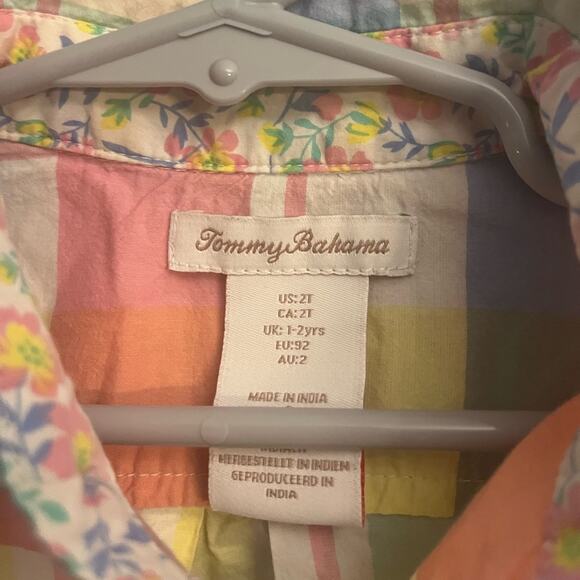 Tommy Bahama
US: 2T
CA: 2T
UK: 1-2yrs
EU: 92
AU: 2
MADE IN INDIA
HERGESTELLT IN INDIEN
GEPRODUCEERD IN
INDIA